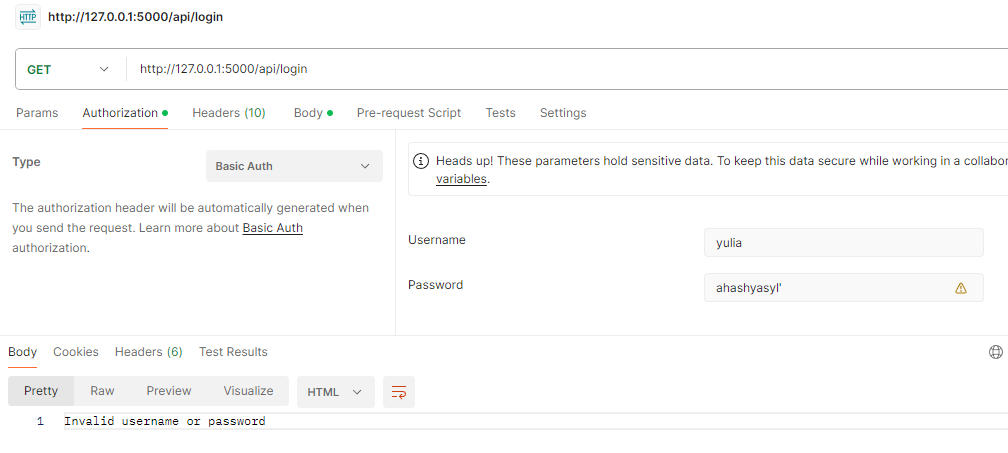 HTTP http://127.0.0.1:5000/api/login
GET http://127.0.0.1:5000/api/login
Params Authorization Headers (10) Body Pre-request Script Tests Settings
Type Basic Auth
The authorization header will be automatically generated when
you send the request. Learn more about Basic Auth
authorization.
Heads up! These parameters hold sensitive data. To keep this data secure while working in a collabor
variables.
Username yulia
Password ahashyasyl'
Body Cookies Headers (6) Test Results
Pretty Raw Preview Visualize HTML
1 Invalid username or password